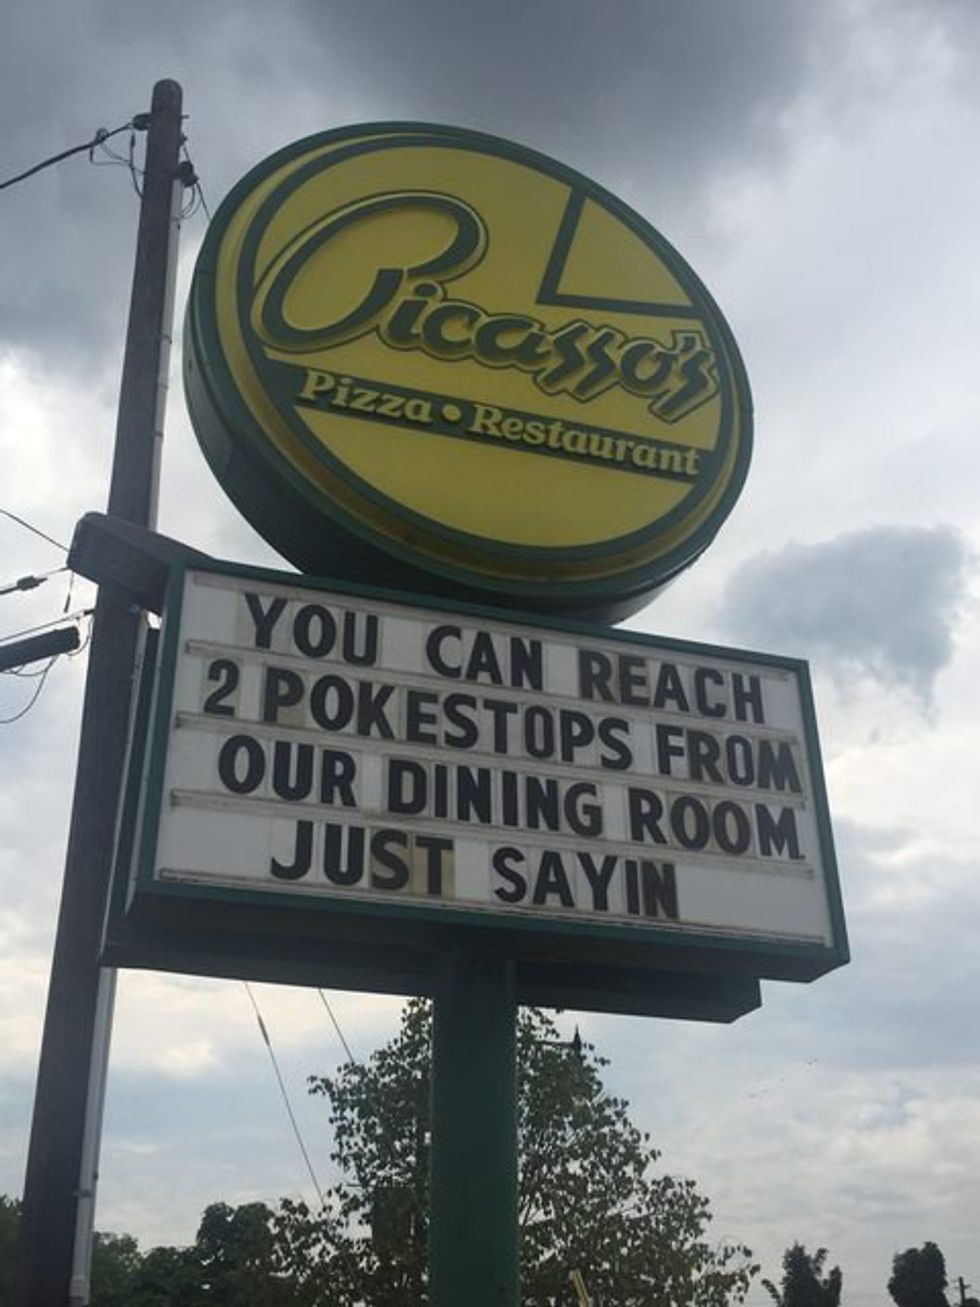 Picasso's
Pizza • Restaurant
YOU CAN REACH
2 POKESTOPS FROM
OUR DINING ROOM
JUST SAYIN